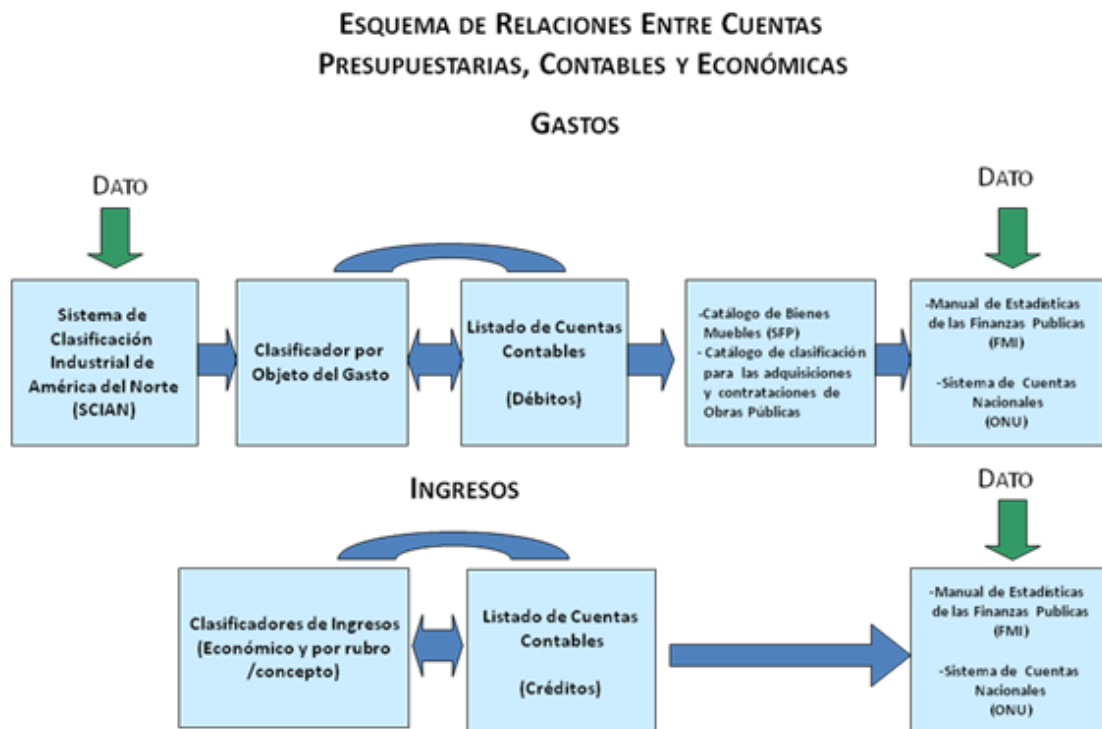 ESQUEMA DE RELACIONES ENTRE CUENTAS
PRESUPUESTARIAS, CONTABLES Y ECONÓMICAS
GASTOS
DATO
DATO
Sistema de
Clasificación
Industrial de
América del Norte
(SCIAN)
Clasificador por
Objeto del Gasto
Listado de Cuentas
Contables
(Débitos)
-Catálogo de Bienes
Muebles (SFP)
- Catálogo de clasificación
para las adquisiciones
y contrataciones de
Obras Públicas
-Manual de Estadísticas
de las Finanzas Publicas
(FMI)
-Sistema de Cuentas
Nacionales
(ONU)
INGRESOS
DATO
Clasificadores de Ingresos
(Económico y por rubro
/concepto)
Listado de Cuentas
Contables
(Créditos)
-Manual de Estadísticas
de las Finanzas Publicas
(FMI)
-Sistema de Cuentas
Nacionales
(ONU)